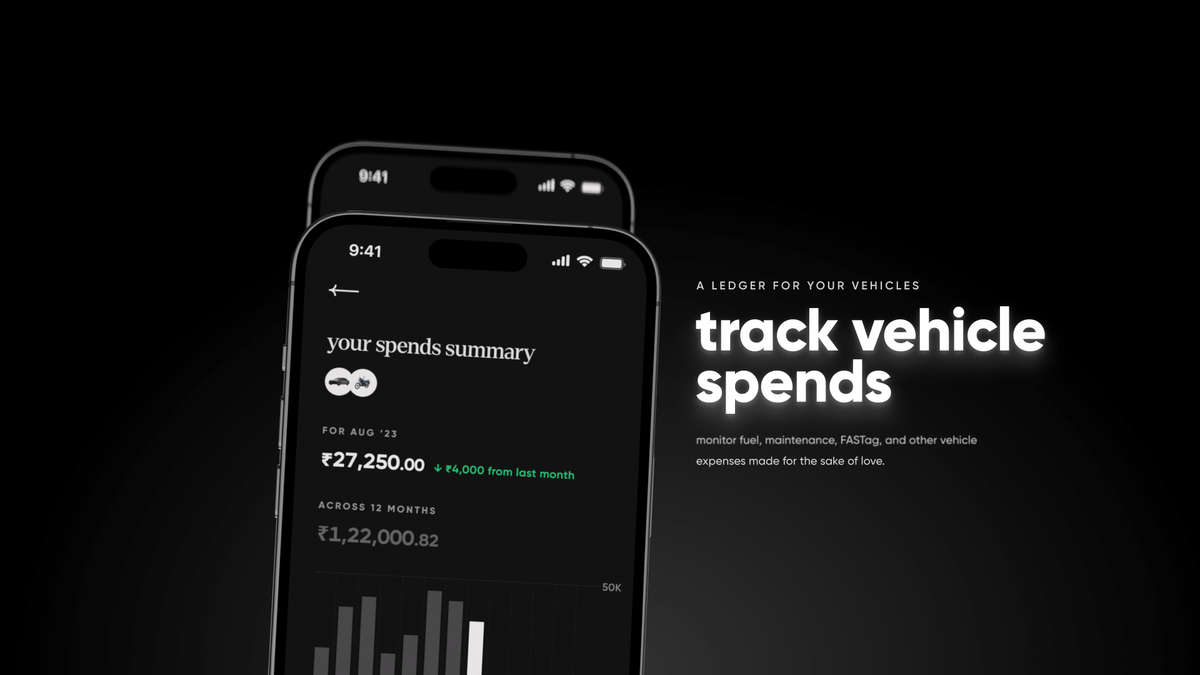 9:41
9:41
your spends summary
FOR AUG '23
₹27,250.00 ↓ ₹4,000 from last month
ACROSS 12 MONTHS
₹1,22,000.82
50K
A LEDGER FOR YOUR VEHICLES
track vehicle
spends
monitor fuel, maintenance, FASTag, and other vehicle
expenses made for the sake of love.